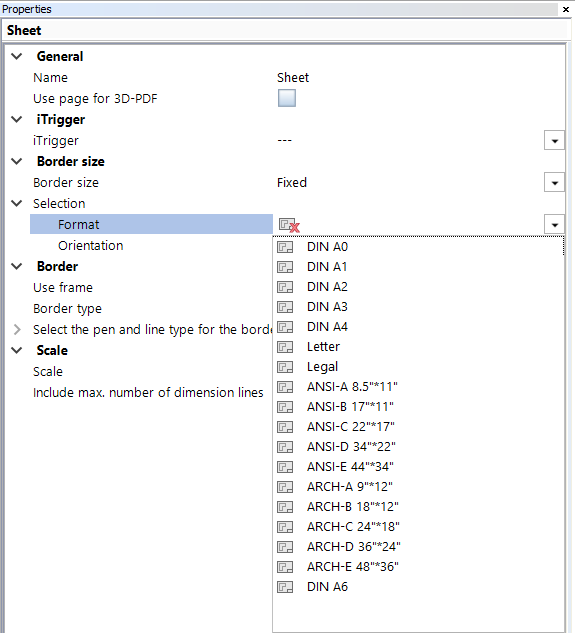 Properties
Sheet
General
Name Sheet
Use page for 3D-PDF
iTrigger
iTrigger ---
Border size
Border size Fixed
Selection
Format
Orientation
DIN A0
DIN A1
DIN A2
DIN A3
DIN A4
Letter
Legal
ANSI-A 8.5"*11"
ANSI-B 17"*11"
ANSI-C 22"*17"
ANSI-D 34"*22"
ANSI-E 44"*34"
ARCH-A 9"*12"
ARCH-B 18"*12"
ARCH-C 24"*18"
ARCH-D 36"*24"
ARCH-E 48"*36"
DIN A6
Border
Use frame
Border type
Select the pen and line type for the borde
Scale
Scale
Include max. number of dimension lines